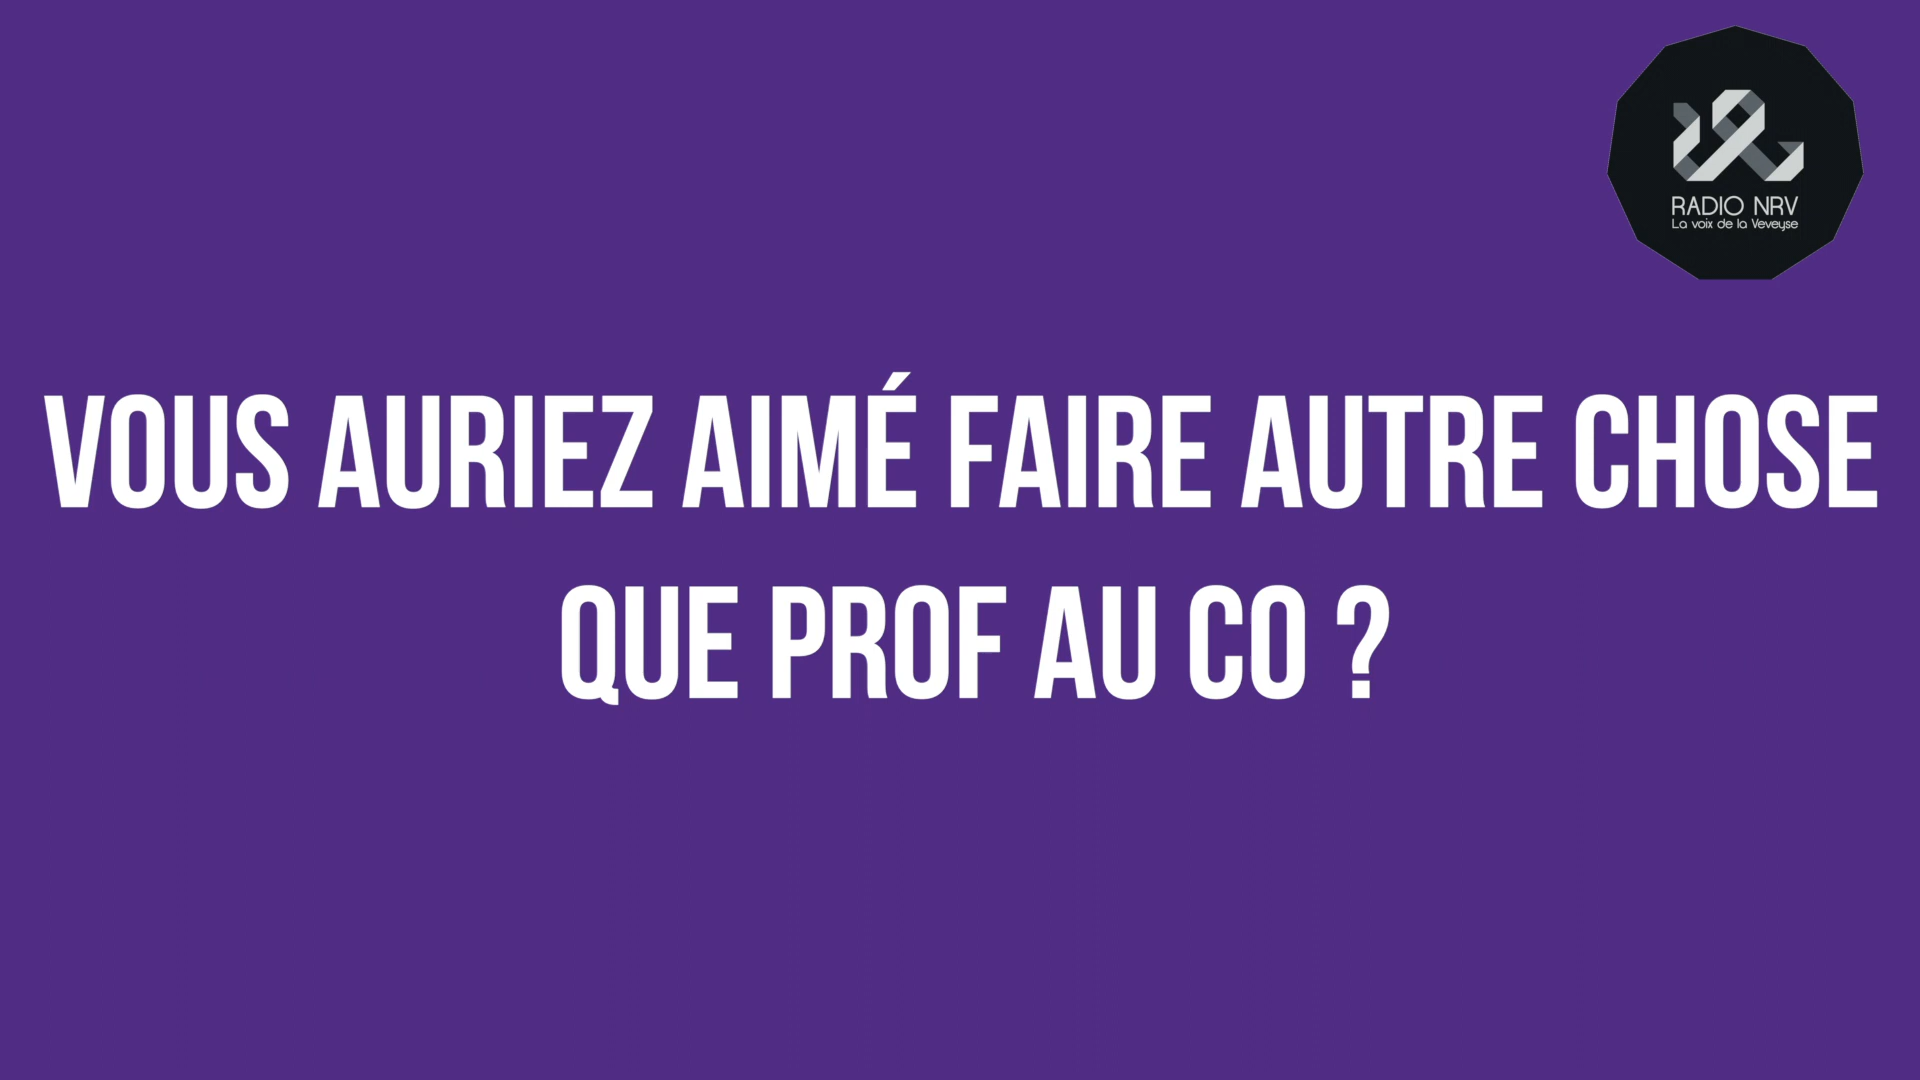 RADIO NRV
La voix de la Veveyse
VOUS AURIEZ AIMÉ FAIRE AUTRE CHOSE
QUE PROF AU CO ?